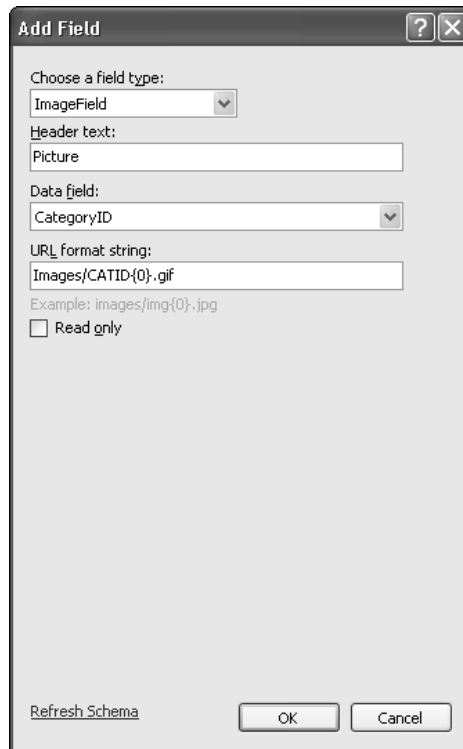 Add Field
Choose a field type:
ImageField
Header text:
Picture
Data field:
CategoryID
URL format string:
Images/CATID{0}.gif
Example: images/img{0}.jpg
Read only
Refresh Schema
OK
Cancel